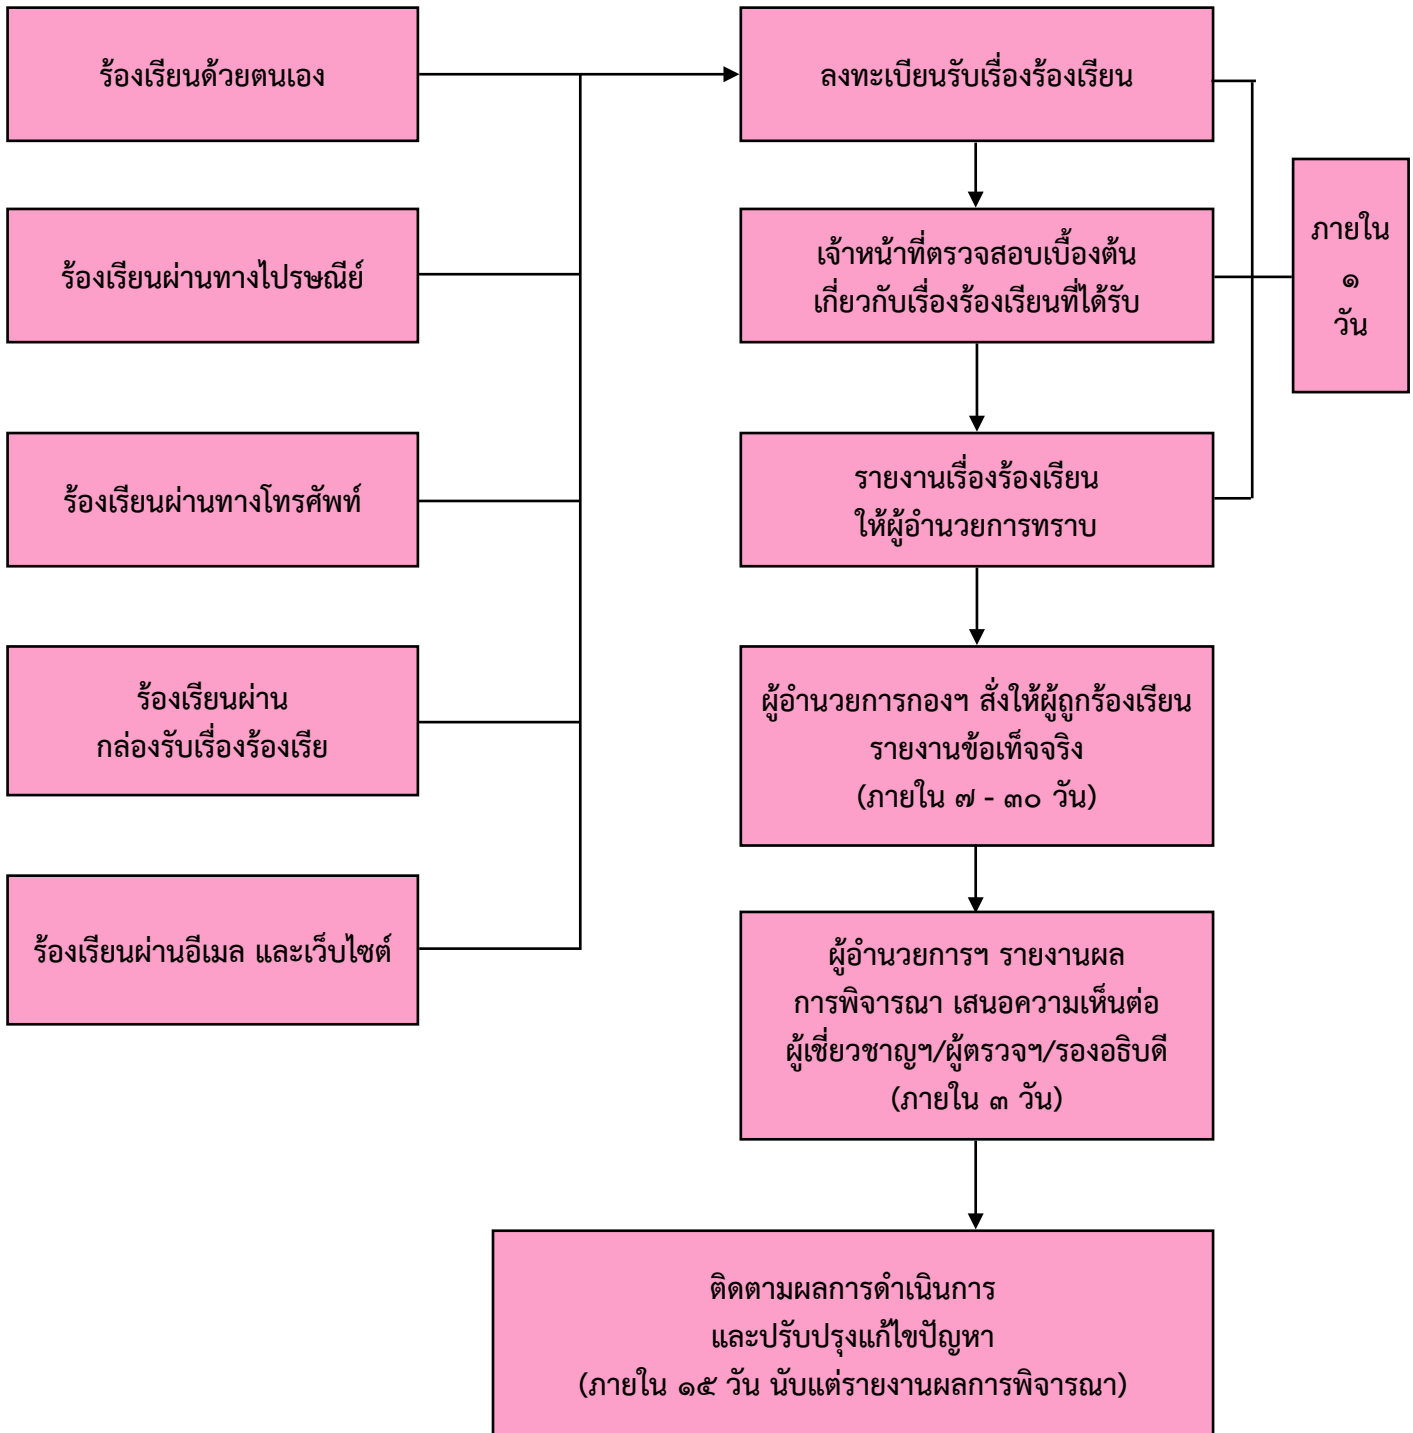 ร้องเรียนด้วยตนเอง
ร้องเรียนผ่านทางไปรษณีย์
ร้องเรียนผ่านทางโทรศัพท์
ร้องเรียนผ่าน
กล่องรับเรื่องร้องเรีย
ร้องเรียนผ่านอีเมล และเว็บไซต์
ลงทะเบียนรับเรื่องร้องเรียน
เจ้าหน้าที่ตรวจสอบเบื้องต้น
เกี่ยวกับเรื่องร้องเรียนที่ได้รับ
รายงานเรื่องร้องเรียน
ให้ผู้อำนวยการทราบ
ภายใน
๑
วัน
ผู้อำนวยการกองฯ สั่งให้ผู้ถูกร้องเรียน
รายงานข้อเท็จจริง
(ภายใน ๗ - ๓๐ วัน)
ผู้อำนวยการฯ รายงานผล
การพิจารณา เสนอความเห็นต่อ
ผู้เชี่ยวชาญฯ/ผู้ตรวจฯ/รองอธิบดี
(ภายใน ๓ วัน)
ติดตามผลการดำเนินการ
และปรับปรุงแก้ไขปัญหา
(ภายใน ๑๕ วัน นับแต่รายงานผลการพิจารณา)